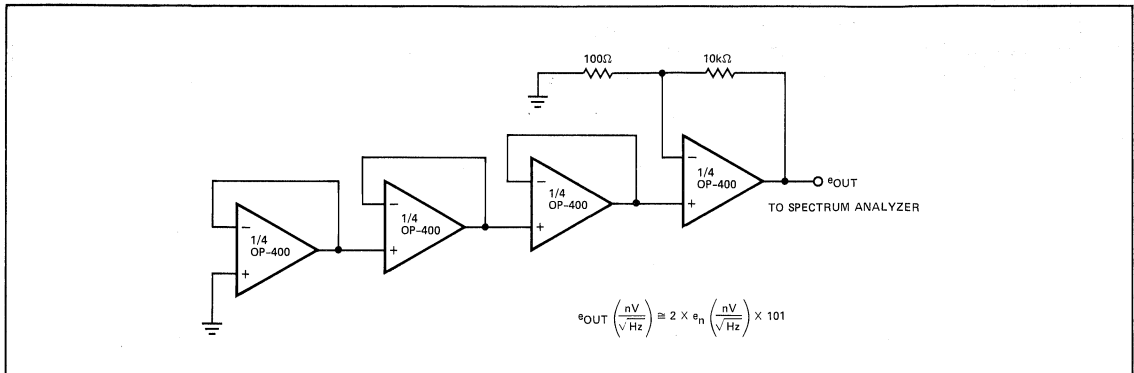 100Ω 10kΩ
−
1/4
OP-400
+
−
1/4
OP-400
+
−
1/4
OP-400
+
−
1/4
OP-400
+
eOUT
TO SPECTRUM ANALYZER
eOUT (nV/√Hz) ≅ 2 × en (nV/√Hz) × 101